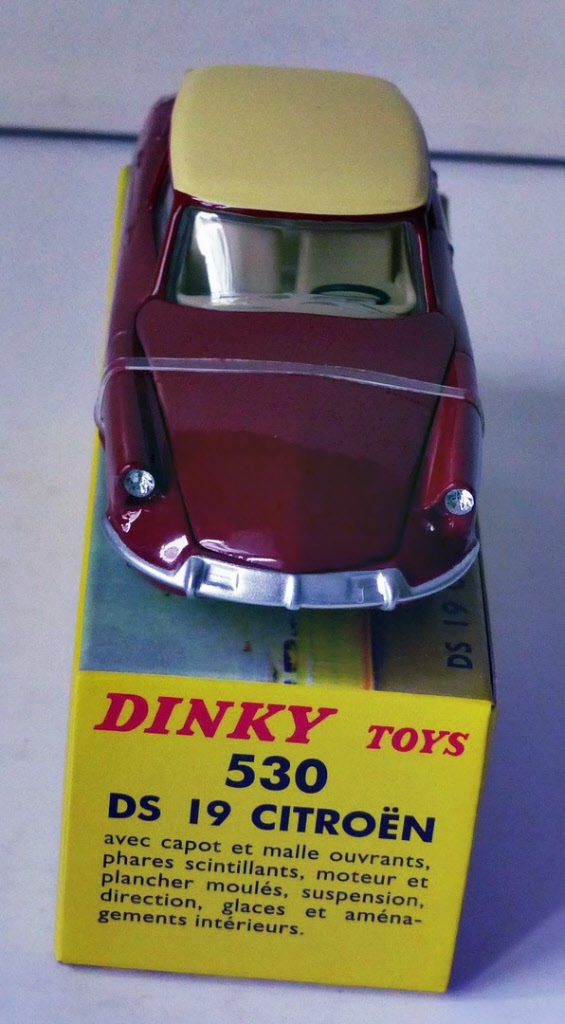 DS 19
DINKY TOYS
530
DS 19 CITROËN
avec capot et malle ouvrants,
phares scintillants, moteur et
plancher moulés, suspension,
direction, glaces et aména-
gements intérieurs.